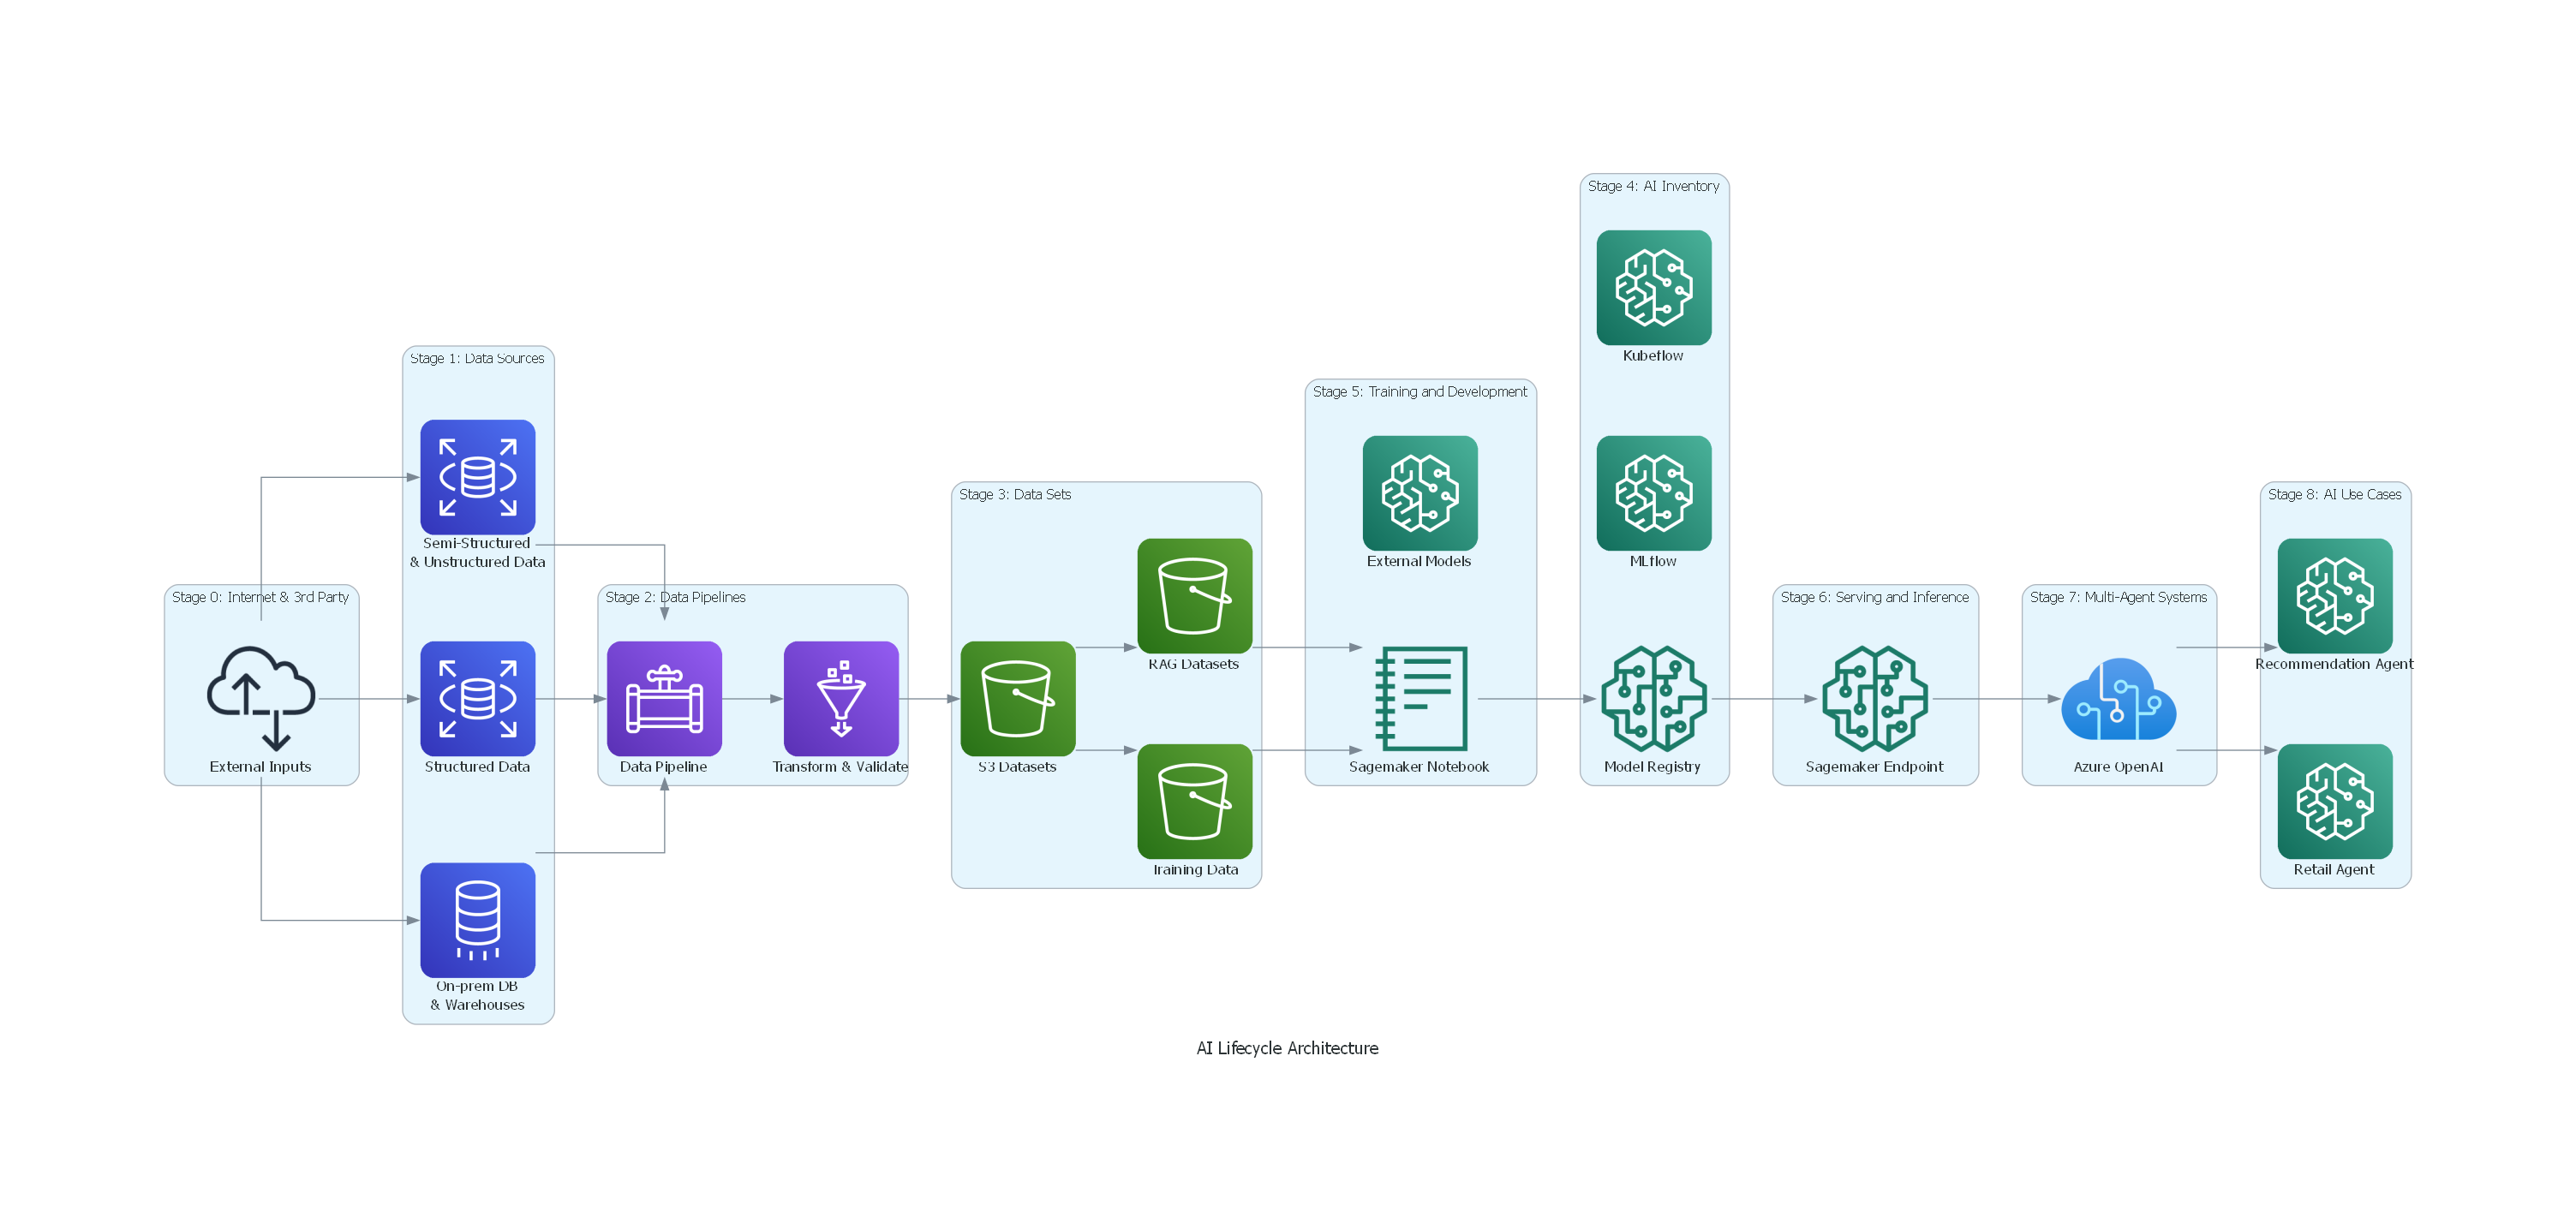 Stage 0: Internet & 3rd Party
External Inputs
Stage 1: Data Sources
Semi-Structured
& Unstructured Data
Structured Data
On-prem DB
& Warehouses
Stage 2: Data Pipelines
Data Pipeline
Transform & Validate
Stage 3: Data Sets
S3 Datasets
RAG Datasets
Training Data
Stage 5: Training and Development
External Models
Sagemaker Notebook
Stage 4: AI Inventory
Kubeflow
MLflow
Model Registry
Stage 6: Serving and Inference
Sagemaker Endpoint
Stage 7: Multi-Agent Systems
Azure OpenAI
Stage 8: AI Use Cases
Recommendation Agent
Retail Agent
AI Lifecycle Architecture